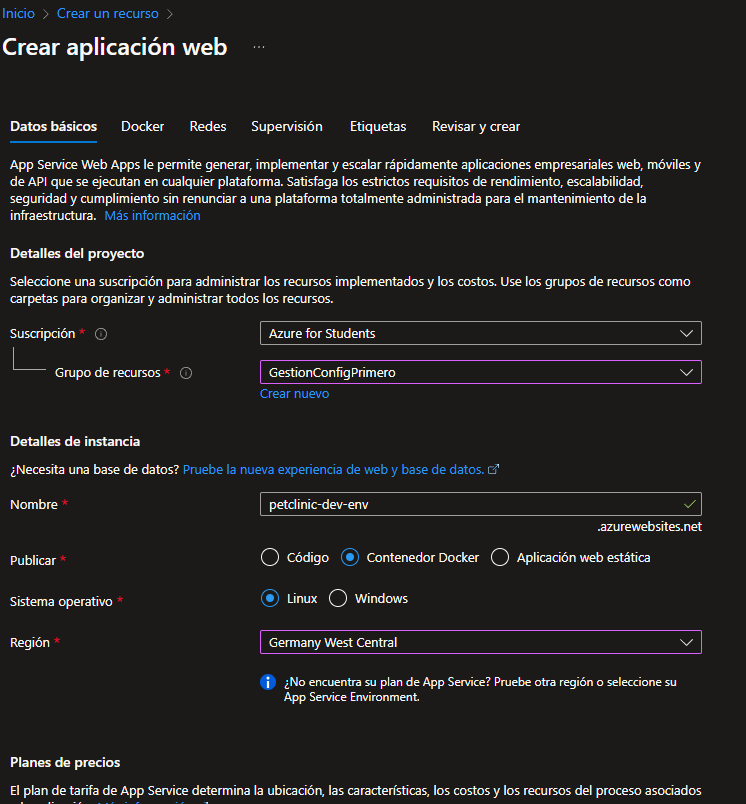 Inicio > Crear un recurso >
Crear aplicación web ...
Datos básicos Docker Redes Supervisión Etiquetas Revisar y crear
App Service Web Apps le permite generar, implementar y escalar rápidamente aplicaciones empresariales web, móviles y
de API que se ejecutan en cualquier plataforma. Satisfaga los estrictos requisitos de rendimiento, escalabilidad,
seguridad y cumplimiento sin renunciar a una plataforma totalmente administrada para el mantenimiento de la
infraestructura. Más información
Detalles del proyecto
Seleccione una suscripción para administrar los recursos implementados y los costos. Use los grupos de recursos como
carpetas para organizar y administrar todos los recursos.
Suscripción * Azure for Students
Grupo de recursos * GestionConfigPrimero
Crear nuevo
Detalles de instancia
¿Necesita una base de datos? Pruebe la nueva experiencia de web y base de datos.
Nombre * petclinic-dev-env
.azurewebsites.net
Publicar * Código Contenedor Docker Aplicación web estática
Sistema operativo * Linux Windows
Región * Germany West Central
¿No encuentra su plan de App Service? Pruebe otra región o seleccione su
App Service Environment.
Planes de precios
El plan de tarifa de App Service determina la ubicación, las características, los costos y los recursos del proceso asociados